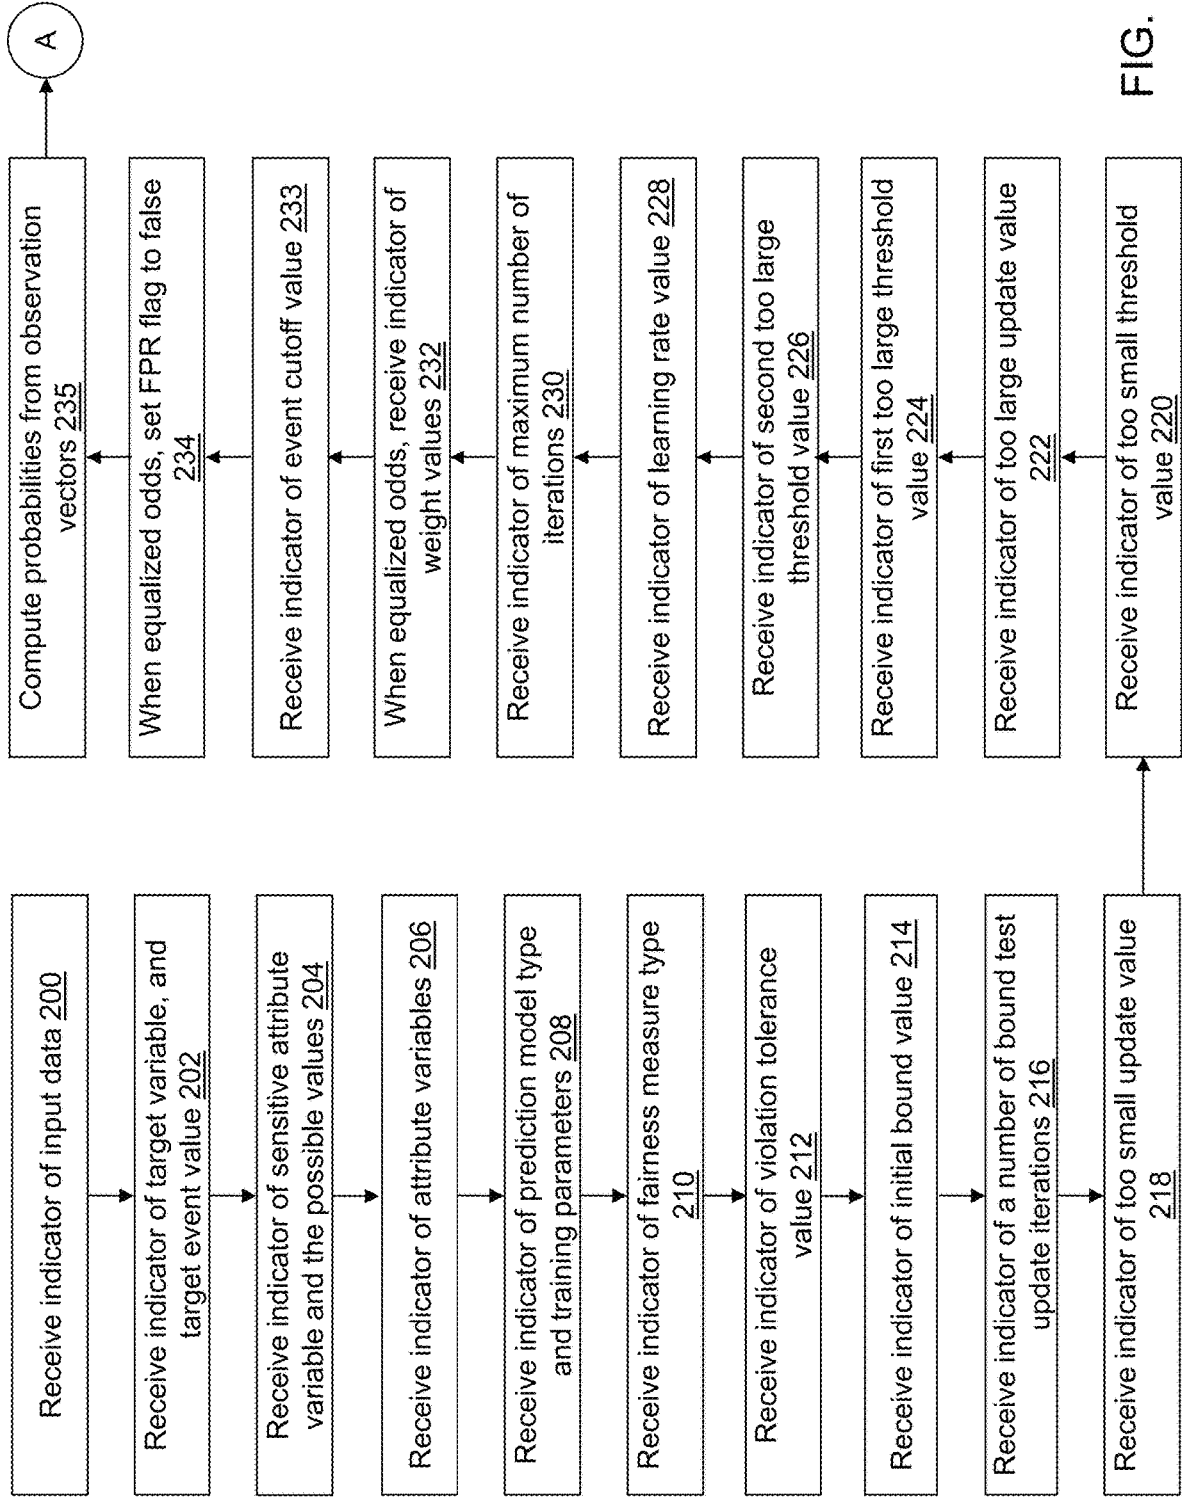 Receive indicator of input data 200
Receive indicator of target variable, and
target event value 202
Receive indicator of sensitive attribute
variable and the possible values 204
Receive indicator of attribute variables 206
Receive indicator of prediction model type
and training parameters 208
Receive indicator of fairness measure type
210
Receive indicator of violation tolerance
value 212
Receive indicator of initial bound value 214
Receive indicator of a number of bound test
update iterations 216
Receive indicator of too small update value
218
Receive indicator of too small threshold
value 220
Receive indicator of too large update value
222
Receive indicator of first too large threshold
value 224
Receive indicator of second too large
threshold value 226
Receive indicator of learning rate value 228
Receive indicator of maximum number of
iterations 230
When equalized odds, receive indicator of
weight values 232
Receive indicator of event cutoff value 233
When equalized odds, set FPR flag to false
234
Compute probabilities from observation
vectors 235
A
FIG.